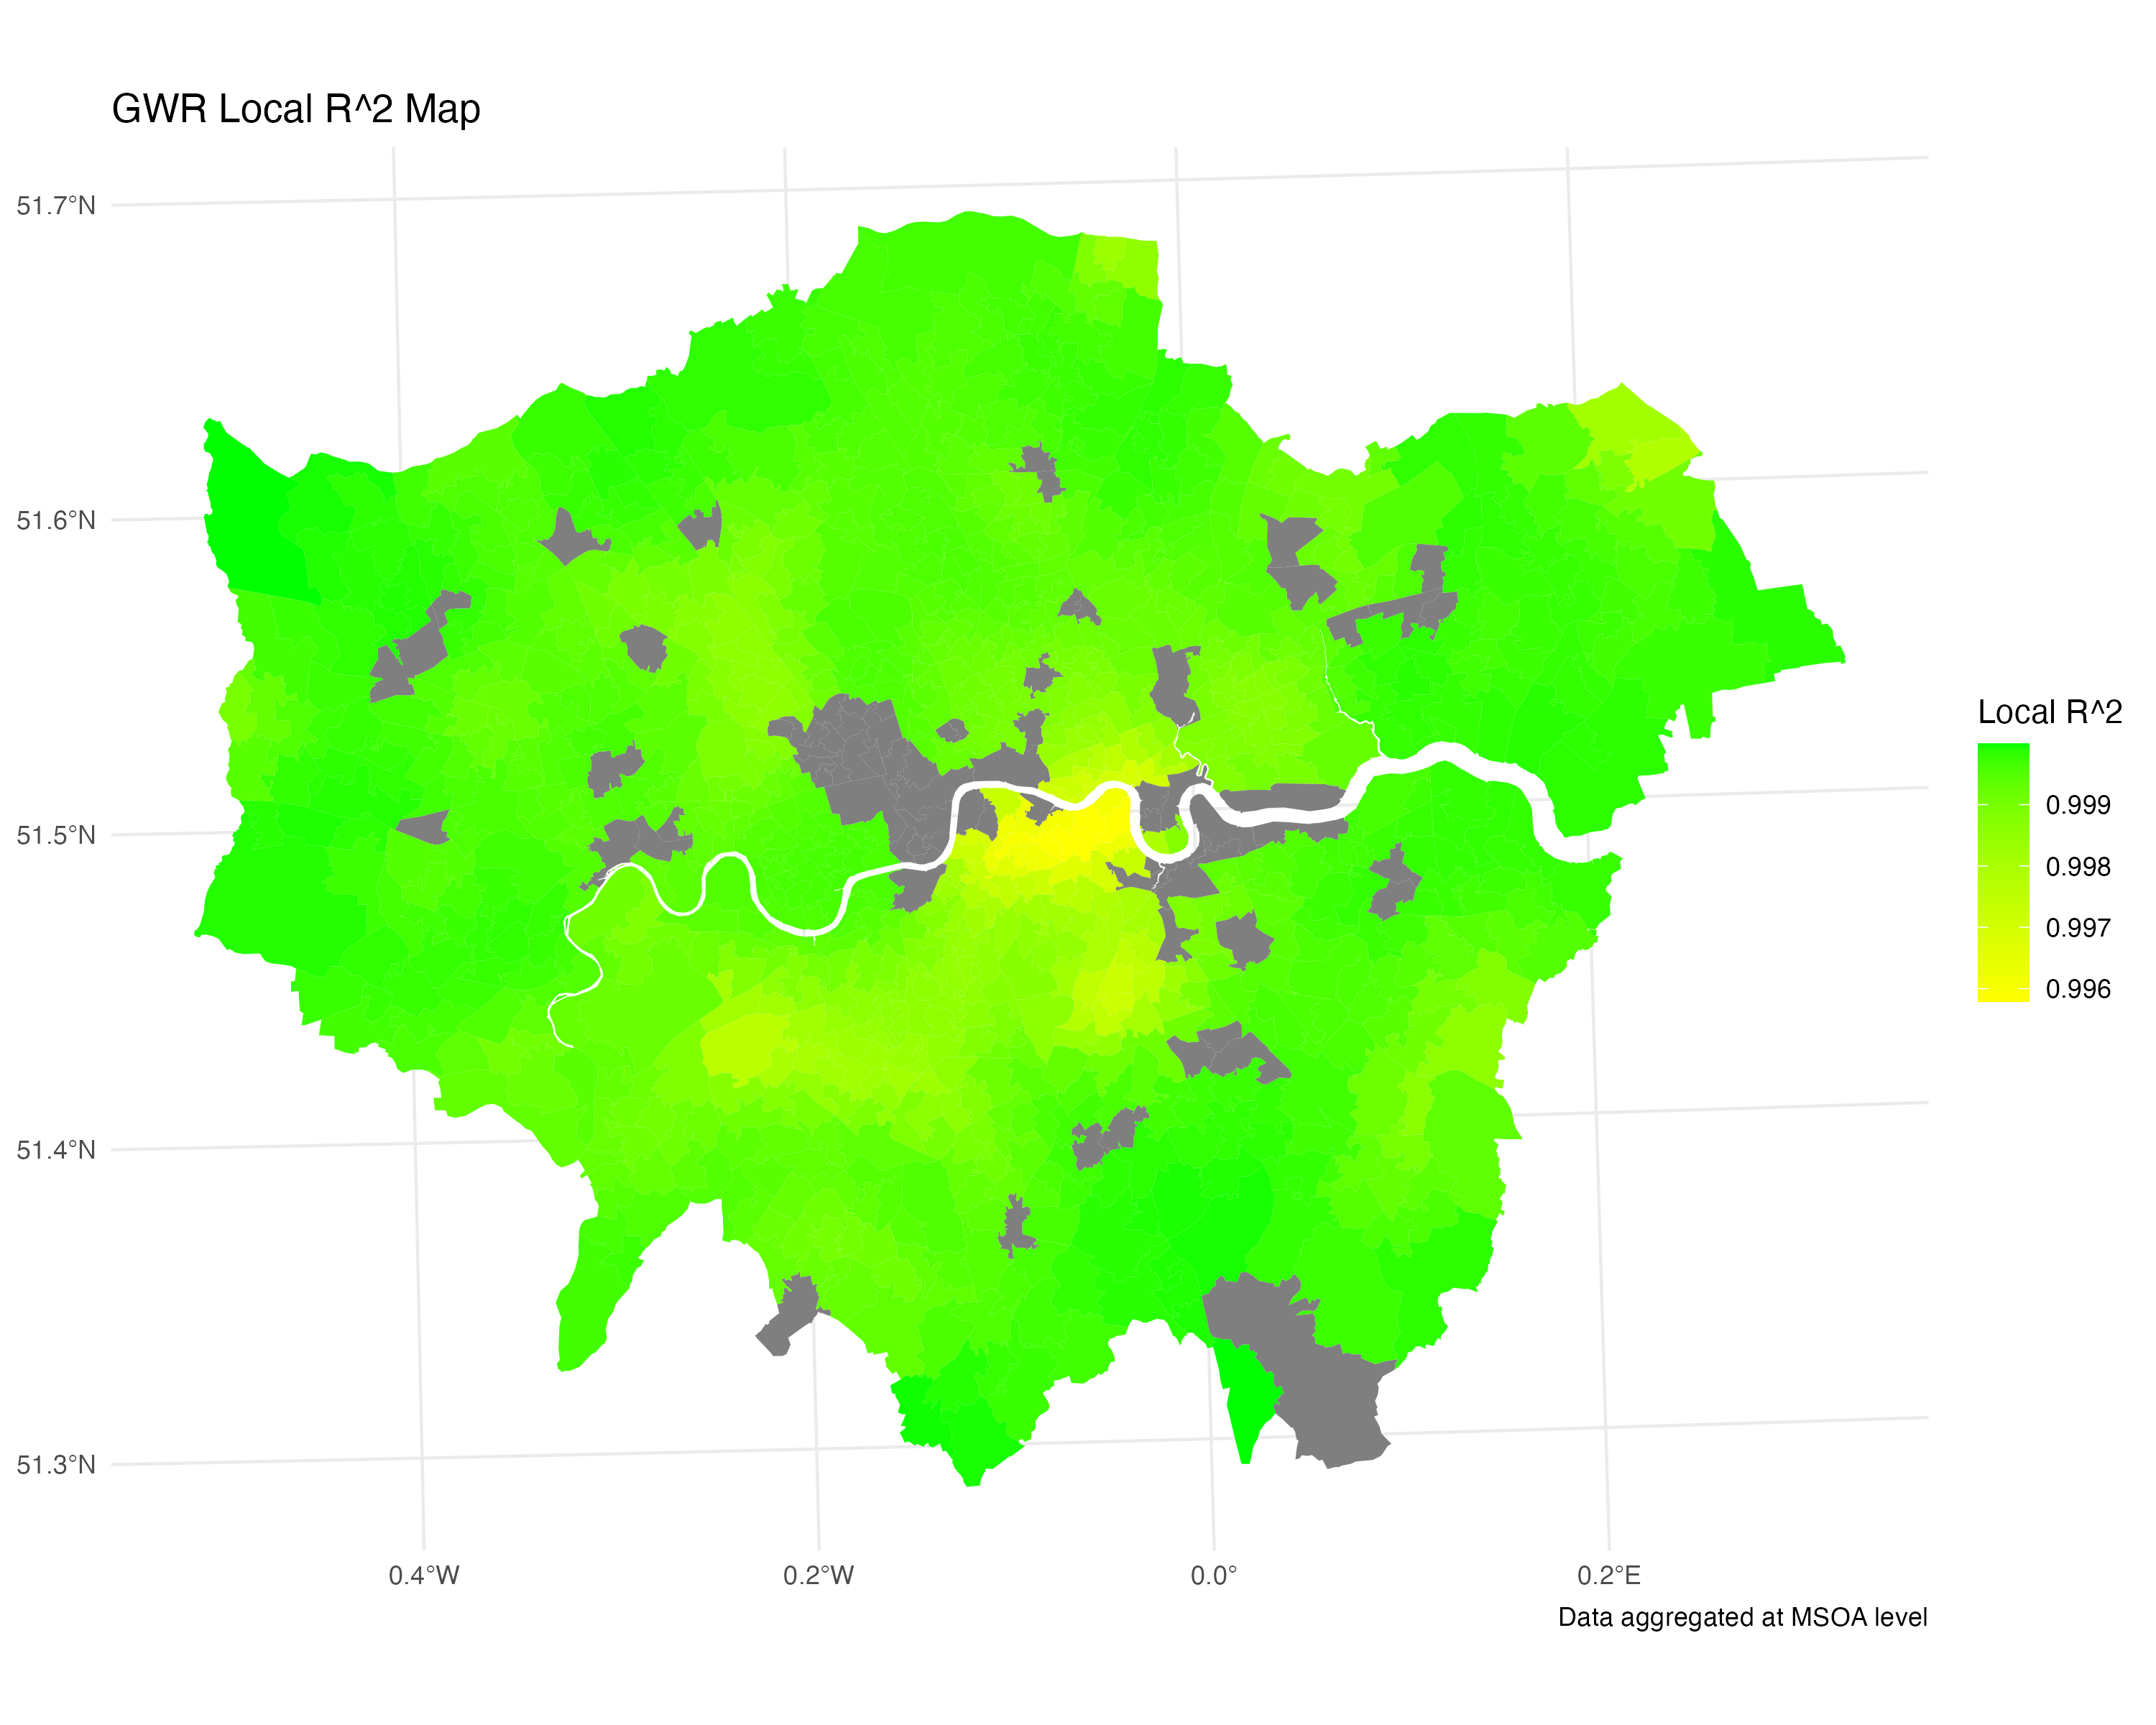 GWR Local R^2 Map
51.7°N
51.6°N
51.5°N
51.4°N
51.3°N
0.4°W
0.2°W
0.0°
0.2°E
Local R^2
0.999
0.998
0.997
0.996
Data aggregated at MSOA level